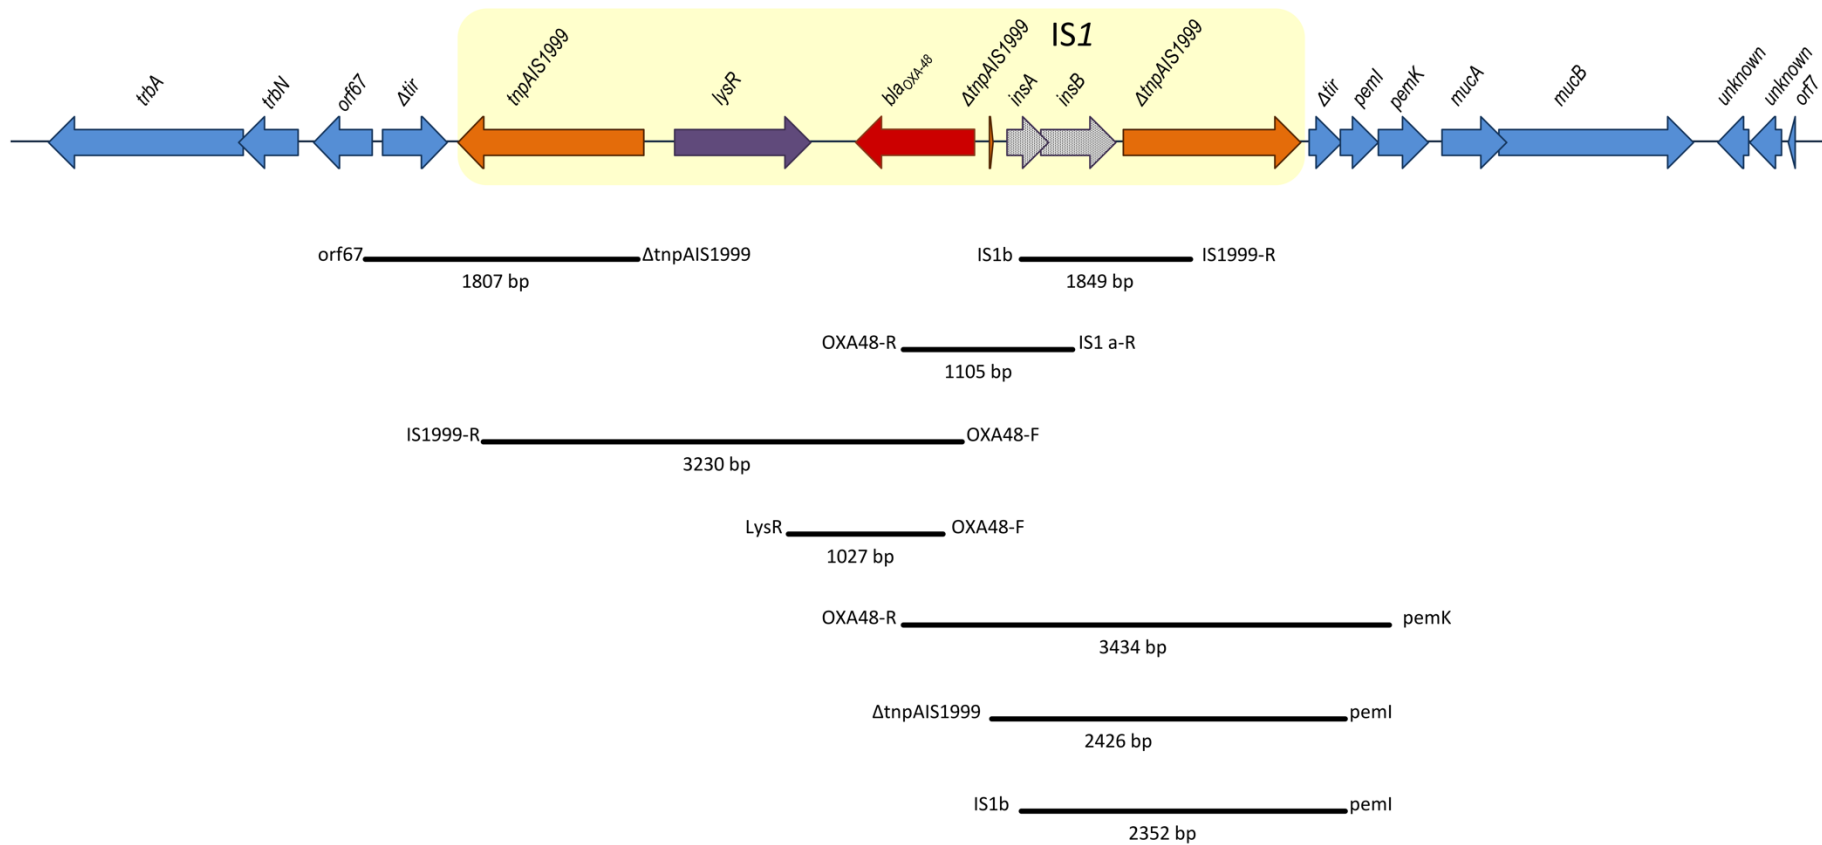 IS1
trbA
trbN
orf67
Δtir
tnpAIS1999
lysR
blaOXA-48
ΔtnpAIS1999
insA
insB
ΔtnpAIS1999
Δtir
pemI
pemK
mucA
mucB
unknown
unknown
orf7
orf67 ΔtnpAIS1999
1807 bp
IS1b IS1999-R
1849 bp
OXA48-R IS1 a-R
1105 bp
IS1999-R OXA48-F
3230 bp
LysR OXA48-F
1027 bp
OXA48-R pemK
3434 bp
ΔtnpAIS1999 pemI
2426 bp
IS1b pemI
2352 bp